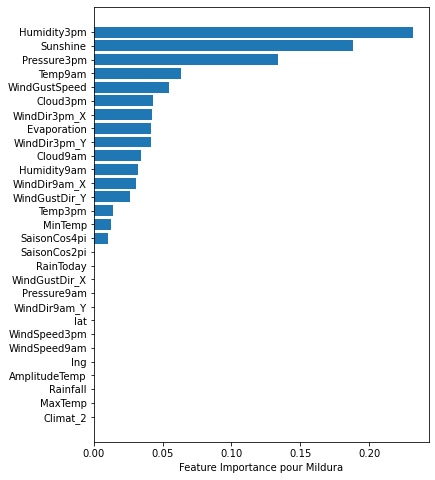 Humidity3pm
Sunshine
Pressure3pm
Temp9am
WindGustSpeed
Cloud3pm
WindDir3pm_X
Evaporation
WindDir3pm_Y
Cloud9am
Humidity9am
WindDir9am_X
WindGustDir_Y
Temp3pm
MinTemp
SaisonCos4pi
SaisonCos2pi
RainToday
WindGustDir_X
Pressure9am
WindDir9am_Y
lat
WindSpeed3pm
WindSpeed9am
lng
AmplitudeTemp
Rainfall
MaxTemp
Climat_2
0.00 0.05 0.10 0.15 0.20
Feature Importance pour Mildura